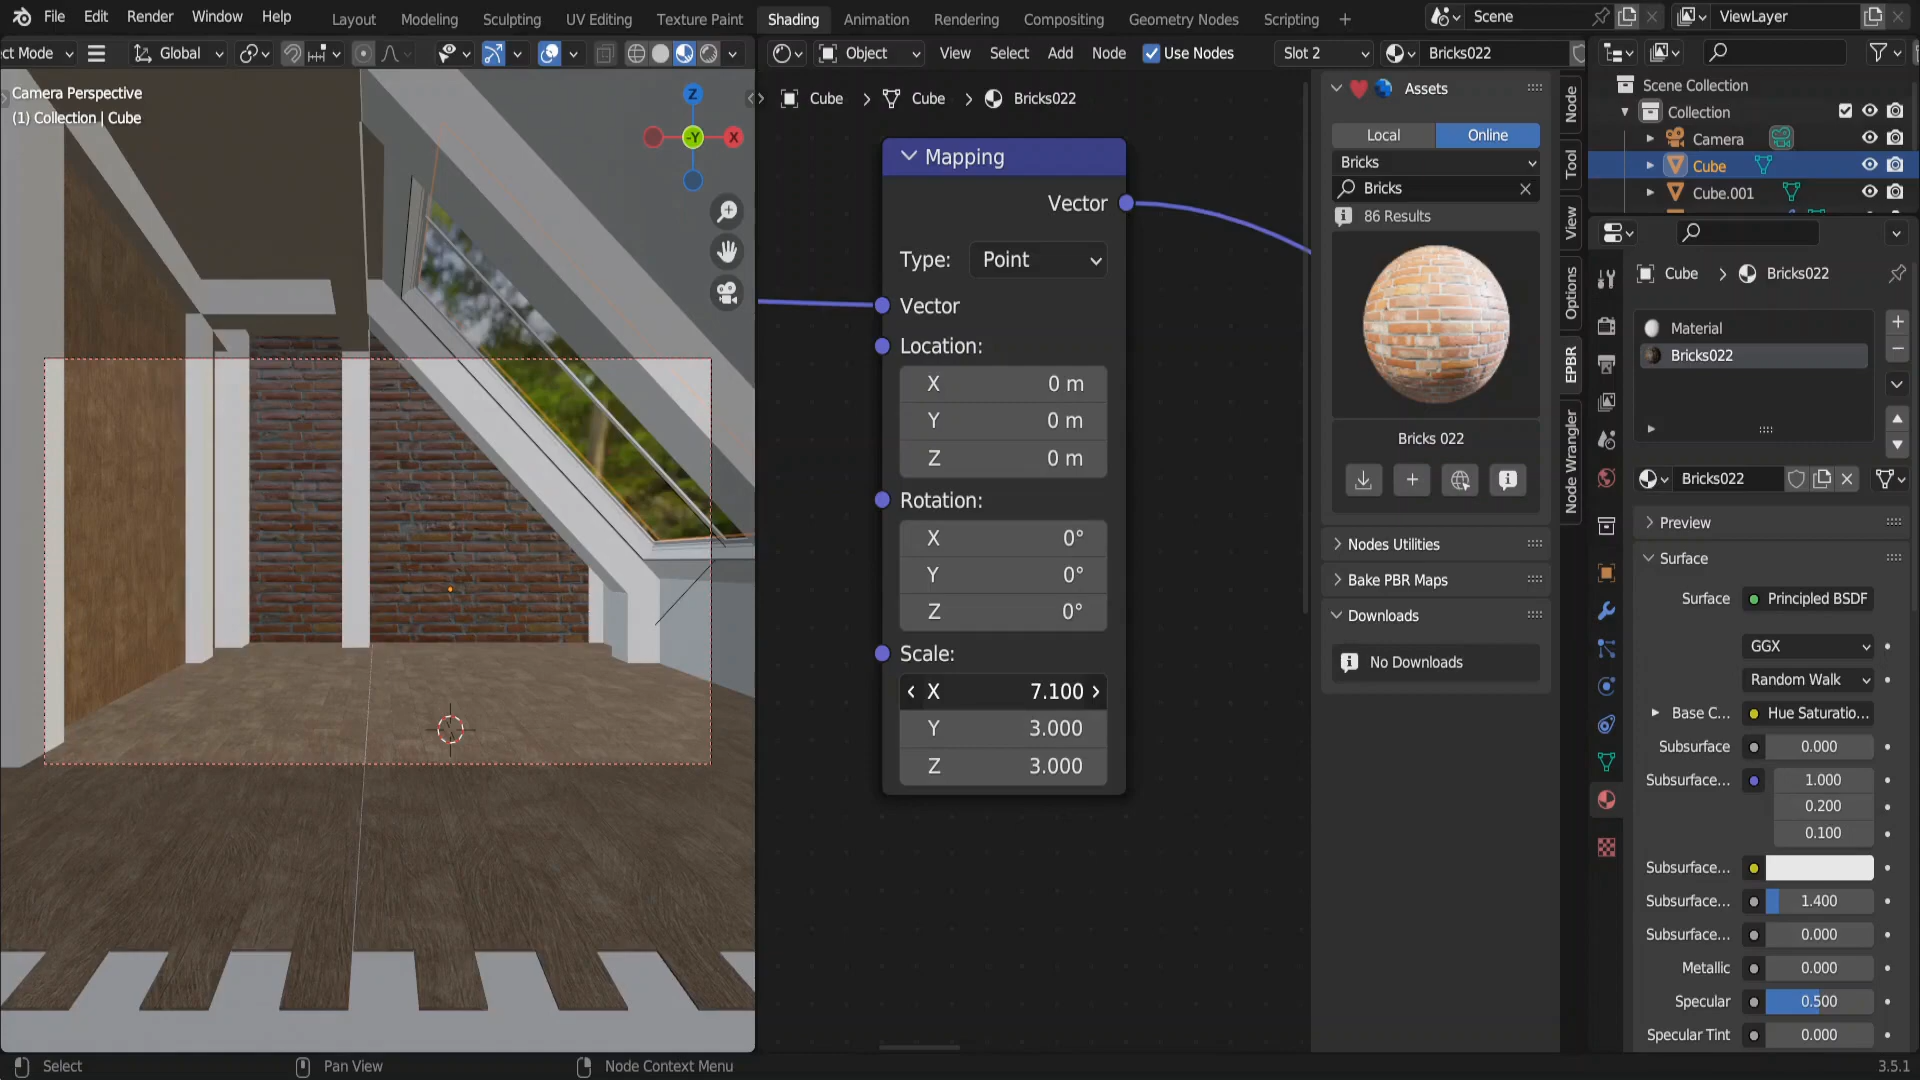 File Edit Render Window Help
Layout Modeling Sculpting UV Editing Texture Paint Shading Animation Rendering Compositing Geometry Nodes Scripting +
Scene
ViewLayer
ct Mode
Global
Object View Select Add Node Use Nodes
Slot 2
Bricks022
Camera Perspective
(1) Collection | Cube
Z
-Y
X
Cube > Cube > Bricks022
Mapping
Vector
Type: Point
Vector
Location:
X 0 m
Y 0 m
Z 0 m
Rotation:
X 0°
Y 0°
Z 0°
Scale:
X 7.100
Y 3.000
Z 3.000
Assets
Local Online
Bricks
Bricks
86 Results
Bricks 022
Nodes Utilities
Bake PBR Maps
Downloads
No Downloads
Node
Tool
View
Options
EPBR
Node Wrangler
Scene Collection
Collection
Camera
Cube
Cube.001
Cube > Bricks022
Material
Bricks022
Bricks022
Preview
Surface
Surface Principled BSDF
GGX
Random Walk
Base C... Hue Saturatio...
Subsurface 0.000
Subsurface... 1.000
0.200
0.100
Subsurface...
Subsurface... 1.400
Subsurface... 0.000
Metallic 0.000
Specular 0.500
Specular Tint 0.000
Select
Pan View
Node Context Menu
3.5.1